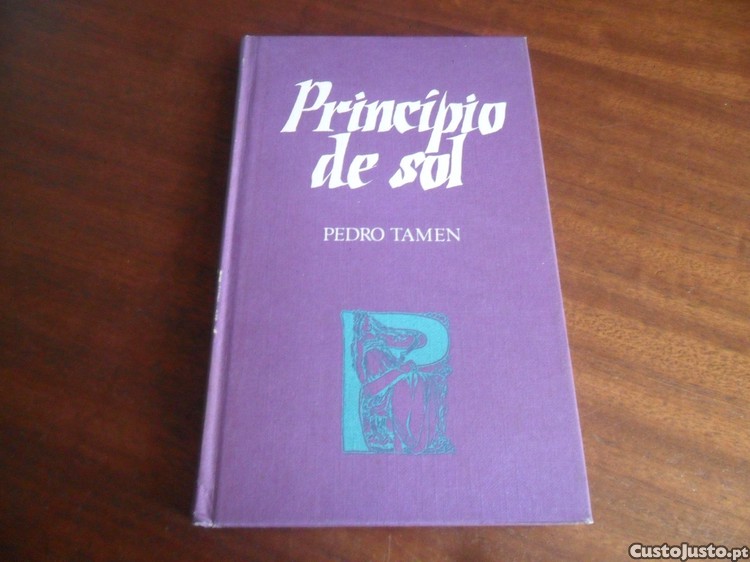 Princípio
de sol
PEDRO TAMEN
P
CustoJusto.pt